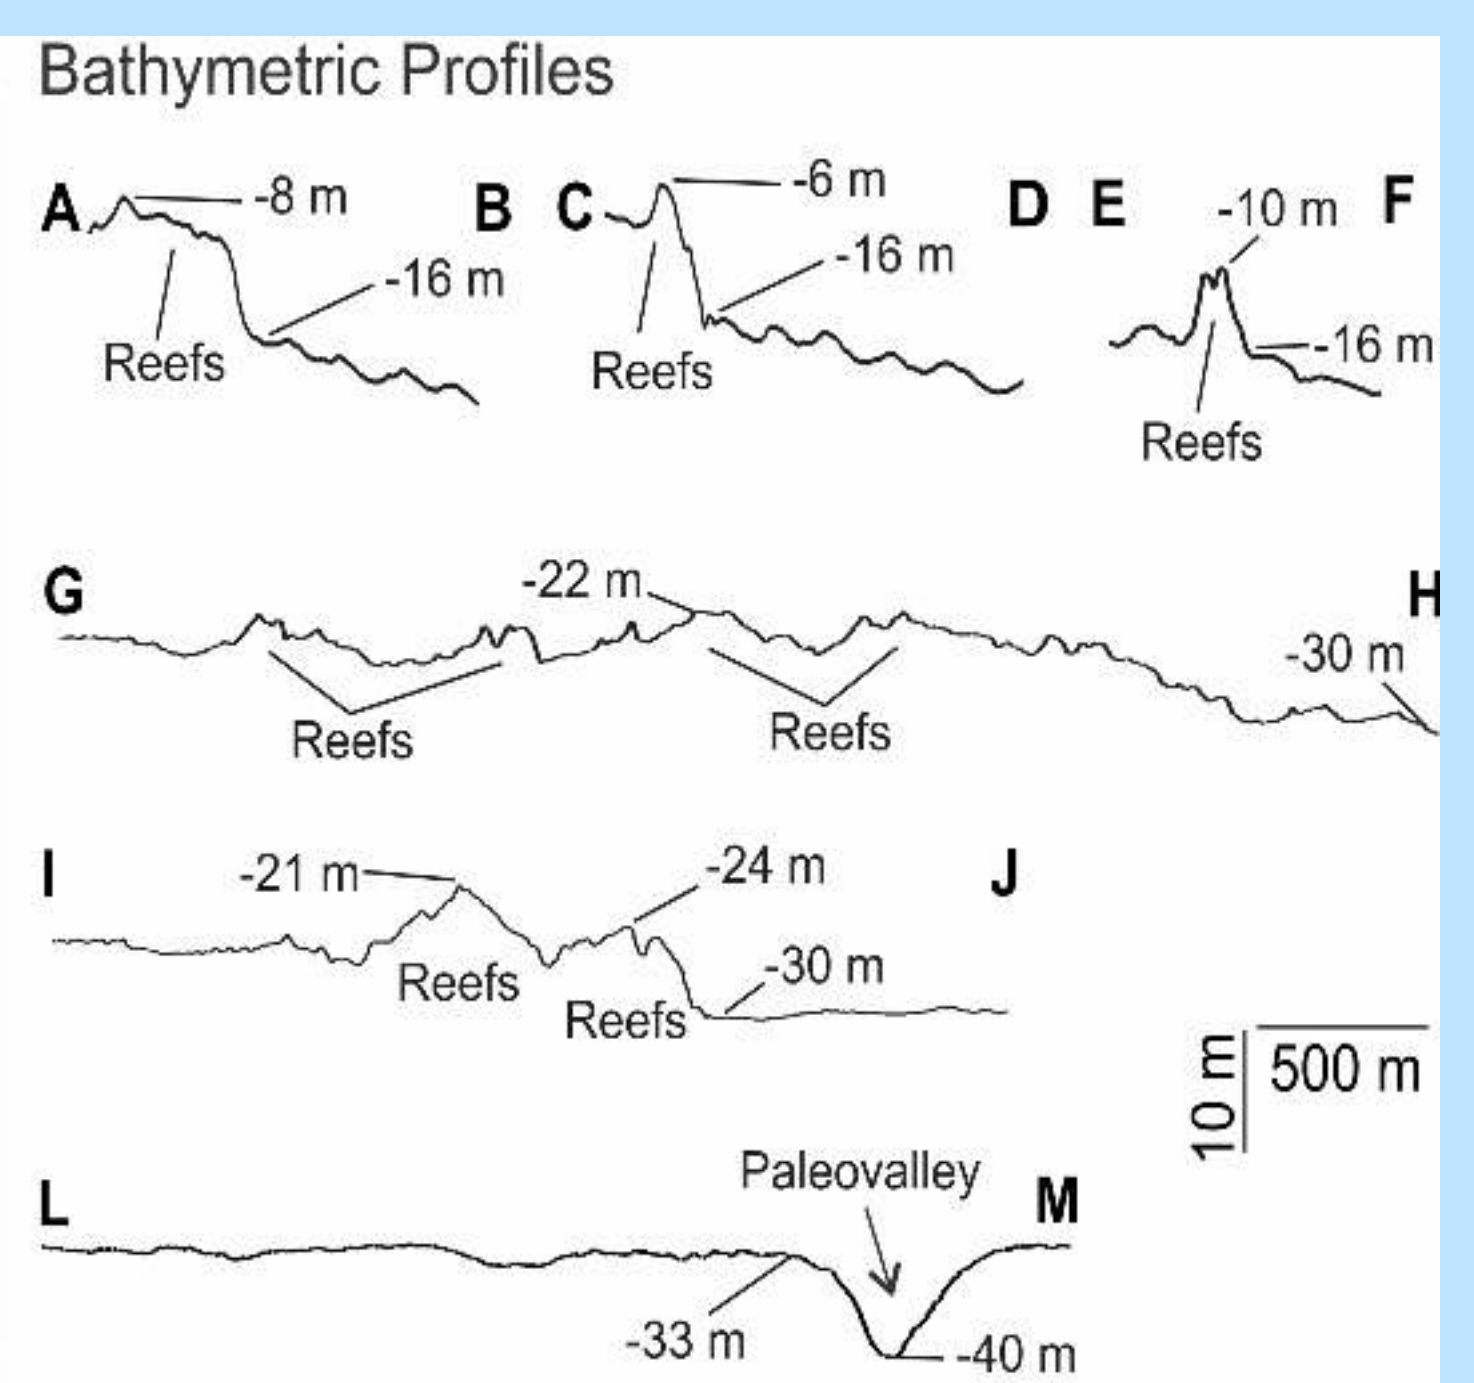 Bathymetric Profiles
A -8 m B C -6 m D E -10 m F
-16 m -16 m -16 m
Reefs Reefs Reefs
G -22 m H
-30 m
Reefs Reefs
I -21 m -24 m J
Reefs -30 m
Reefs
10 m 500 m
Paleovalley
L M
-33 m -40 m